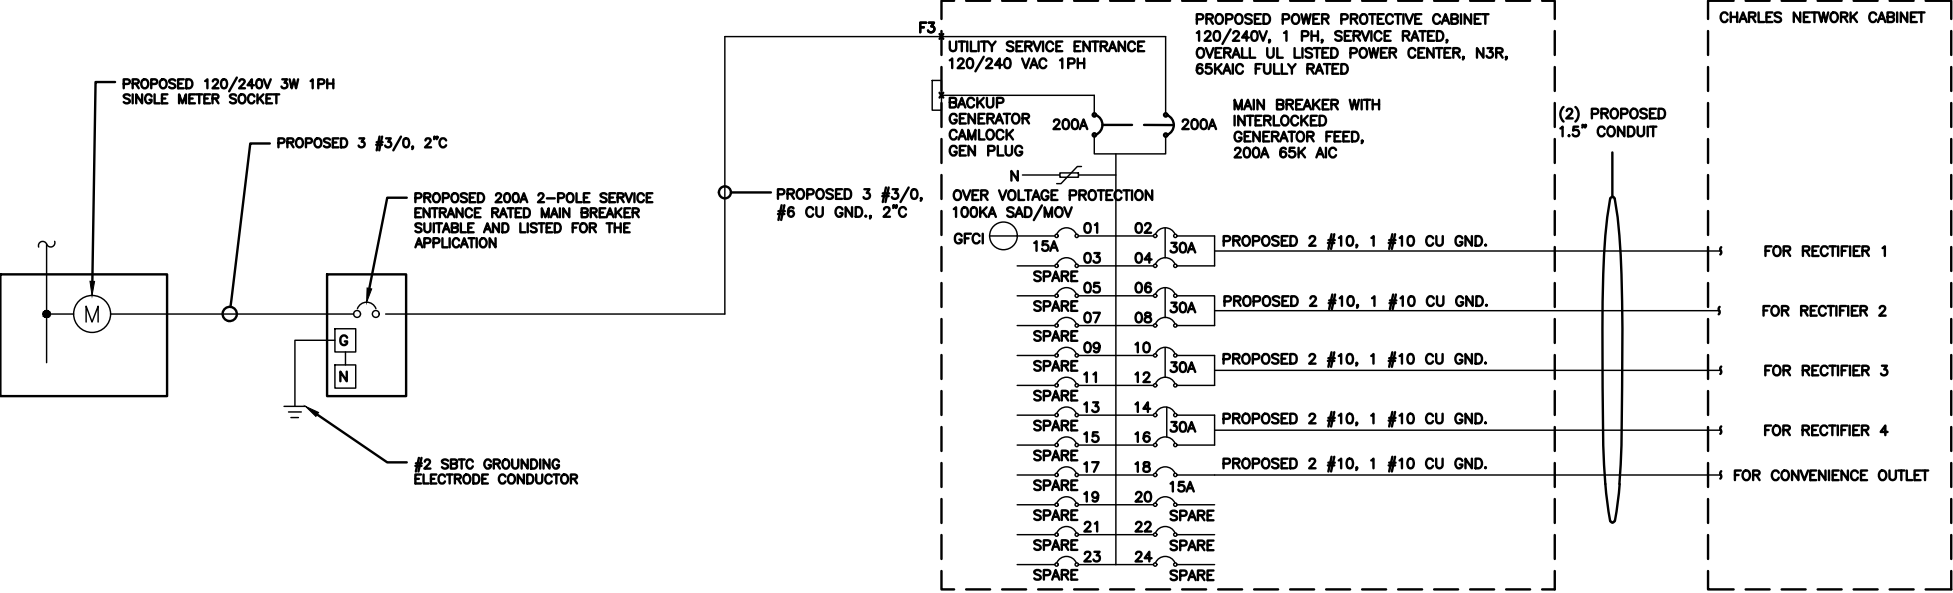 PROPOSED 120/240V 3W 1PH
SINGLE METER SOCKET
PROPOSED 3 #3/0, 2"C
PROPOSED 200A 2-POLE SERVICE
ENTRANCE RATED MAIN BREAKER
SUITABLE AND LISTED FOR THE
APPLICATION
M
G
N
#2 SBTC GROUNDING
ELECTRODE CONDUCTOR
PROPOSED 3 #3/0,
#6 CU GND., 2"C
F3
UTILITY SERVICE ENTRANCE
120/240 VAC 1PH
BACKUP
GENERATOR
CAMLOCK
GEN PLUG
PROPOSED POWER PROTECTIVE CABINET
120/240V, 1 PH, SERVICE RATED,
OVERALL UL LISTED POWER CENTER, N3R,
65KAIC FULLY RATED
200A
200A
MAIN BREAKER WITH
INTERLOCKED
GENERATOR FEED,
200A 65K AIC
N
OVER VOLTAGE PROTECTION
100KA SAD/MOV
GFCI
15A 01 02 30A PROPOSED 2 #10, 1 #10 CU GND.
SPARE 03 04
SPARE 05 06 30A PROPOSED 2 #10, 1 #10 CU GND.
SPARE 07 08
SPARE 09 10 30A PROPOSED 2 #10, 1 #10 CU GND.
SPARE 11 12
SPARE 13 14 30A PROPOSED 2 #10, 1 #10 CU GND.
SPARE 15 16
SPARE 17 18 15A PROPOSED 2 #10, 1 #10 CU GND.
SPARE 19 20 SPARE
SPARE 21 22 SPARE
SPARE 23 24 SPARE
(2) PROPOSED
1.5" CONDUIT
CHARLES NETWORK CABINET
FOR RECTIFIER 1
FOR RECTIFIER 2
FOR RECTIFIER 3
FOR RECTIFIER 4
FOR CONVENIENCE OUTLET